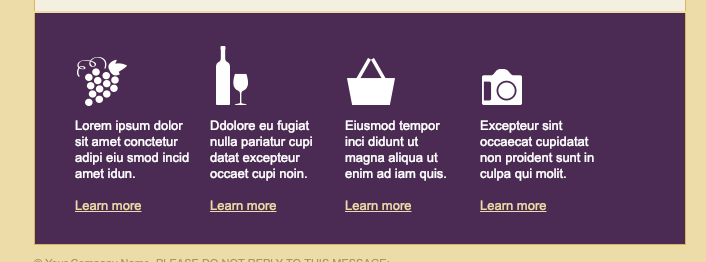 Lorem ipsum dolor
sit amet conctetur
adipi eiu smod incid
amet idun.
Learn more
Ddolore eu fugiat
nulla pariatur cupi
datat excepteur
occaet cupi noin.
Learn more
Eiusmod tempor
inci didunt ut
magna aliqua ut
enim ad iam quis.
Learn more
Excepteur sint
occaecat cupidatat
non proident sunt in
culpa qui molit.
Learn more
© Your Company Name. PLEASE DO NOT REPLY TO THIS MESSAGE: